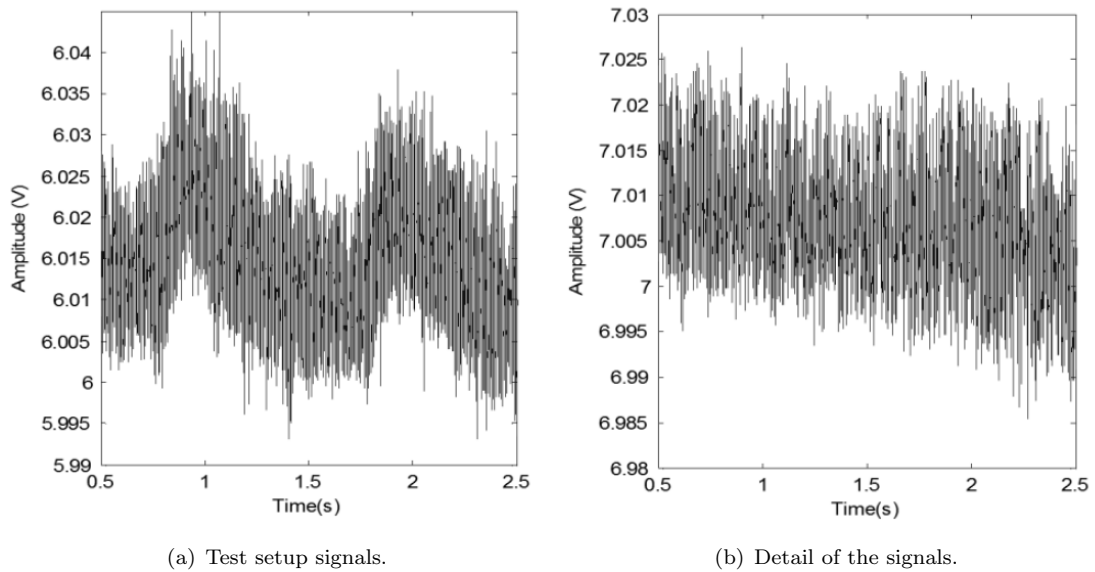 6.04
6.035
6.03
6.025
6.02
6.015
6.01
6.005
6
5.995
5.99
Amplitude (V)
0.5 1 1.5 2 2.5
Time(s)
7.03
7.025
7.02
7.015
7.01
7.005
7
6.995
6.99
6.985
6.98
Amplitude (V)
0.5 1 1.5 2 2.5
Time(s)
(a) Test setup signals.
(b) Detail of the signals.